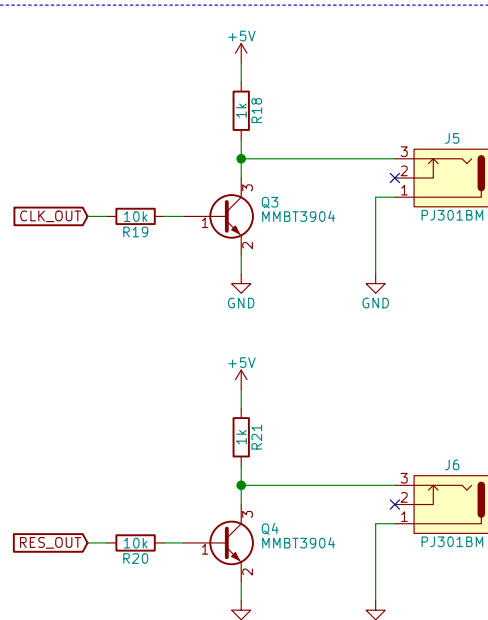 +5V
1k
R18
J5
3
2
1
PJ301BM
3
Q3
MMBT3904
CLK_OUT
10k
R19
1
2
GND
GND
+5V
1k
R21
J6
3
2
1
PJ301BM
3
Q4
MMBT3904
RES_OUT
10k
R20
1
2